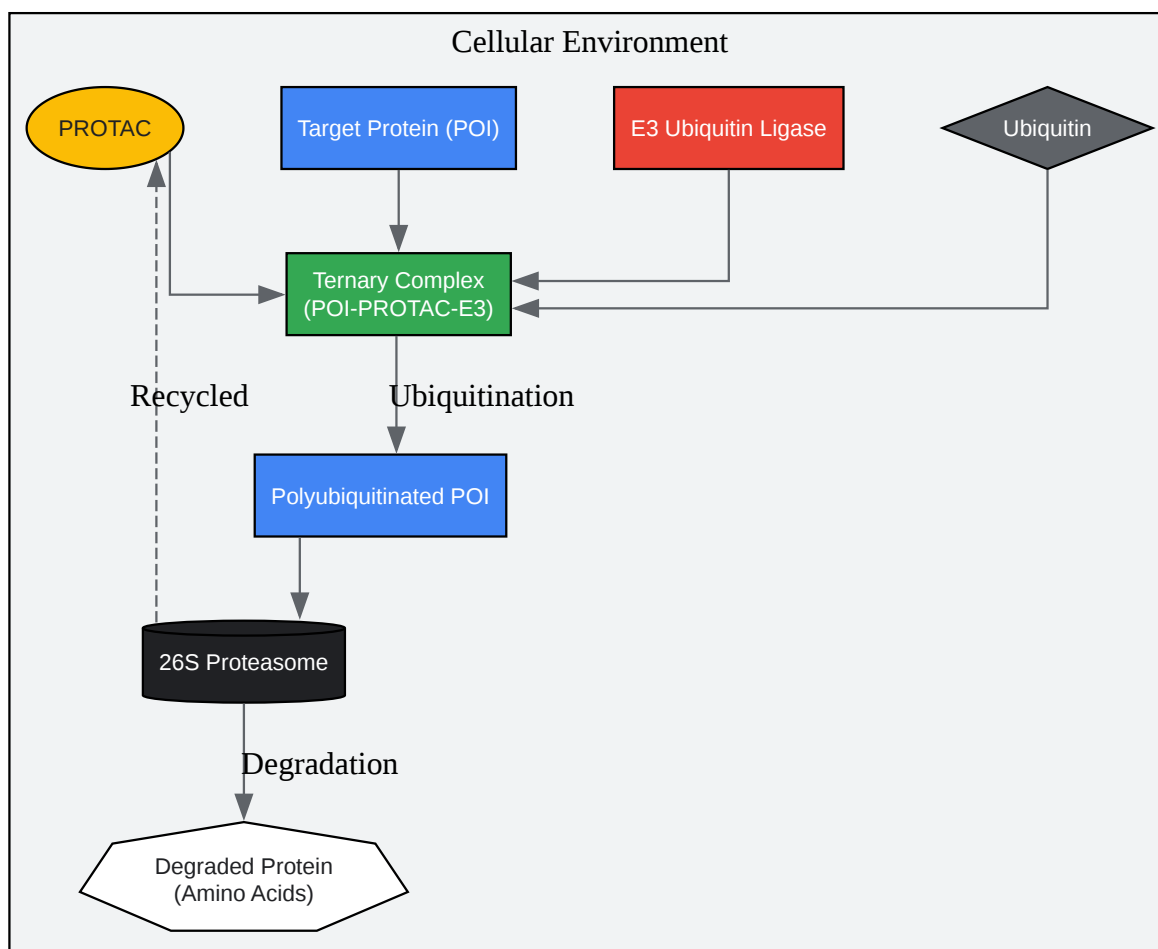 Cellular Environment
PROTAC
Target Protein (POI)
E3 Ubiquitin Ligase
Ubiquitin
Ternary Complex
(POI-PROTAC-E3)
Recycled
Ubiquitination
Polyubiquitinated POI
26S Proteasome
Degradation
Degraded Protein
(Amino Acids)